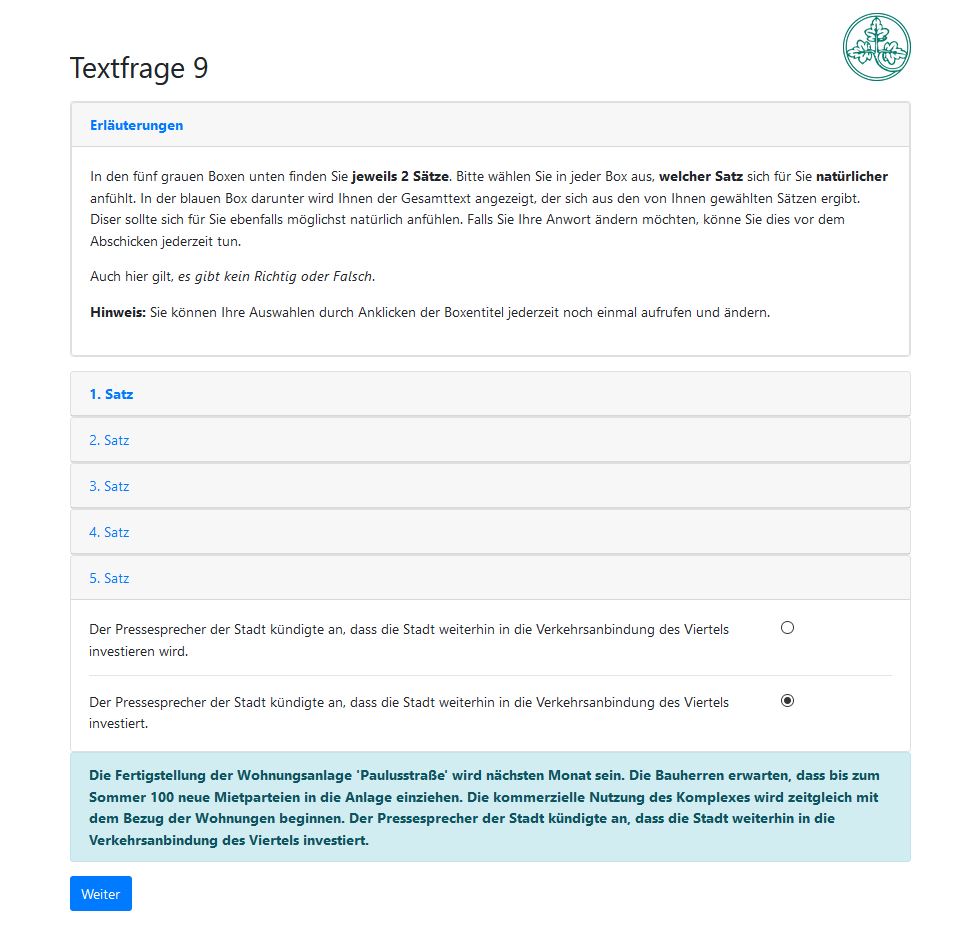 Textfrage 9
Erläuterungen
In den fünf grauen Boxen unten finden Sie jeweils 2 Sätze. Bitte wählen Sie in jeder Box aus, welcher Satz sich für Sie natürlicher
anfühlt. In der blauen Box darunter wird Ihnen der Gesamttext angezeigt, der sich aus den von Ihnen gewählten Sätzen ergibt.
Diser sollte sich für Sie ebenfalls möglichst natürlich anfühlen. Falls Sie Ihre Anwort ändern möchten, könne Sie dies vor dem
Abschicken jederzeit tun.
Auch hier gilt, es gibt kein Richtig oder Falsch.
Hinweis: Sie können Ihre Auswahlen durch Anklicken der Boxentitel jederzeit noch einmal aufrufen und ändern.
1. Satz
2. Satz
3. Satz
4. Satz
5. Satz
Der Pressesprecher der Stadt kündigte an, dass die Stadt weiterhin in die Verkehrsanbindung des Viertels
investieren wird.
Der Pressesprecher der Stadt kündigte an, dass die Stadt weiterhin in die Verkehrsanbindung des Viertels
investiert.
Die Fertigstellung der Wohnungsanlage 'Paulusstraße' wird nächsten Monat sein. Die Bauherren erwarten, dass bis zum
Sommer 100 neue Mietparteien in die Anlage einziehen. Die kommerzielle Nutzung des Komplexes wird zeitgleich mit
dem Bezug der Wohnungen beginnen. Der Pressesprecher der Stadt kündigte an, dass die Stadt weiterhin in die
Verkehrsanbindung des Viertels investiert.
Weiter